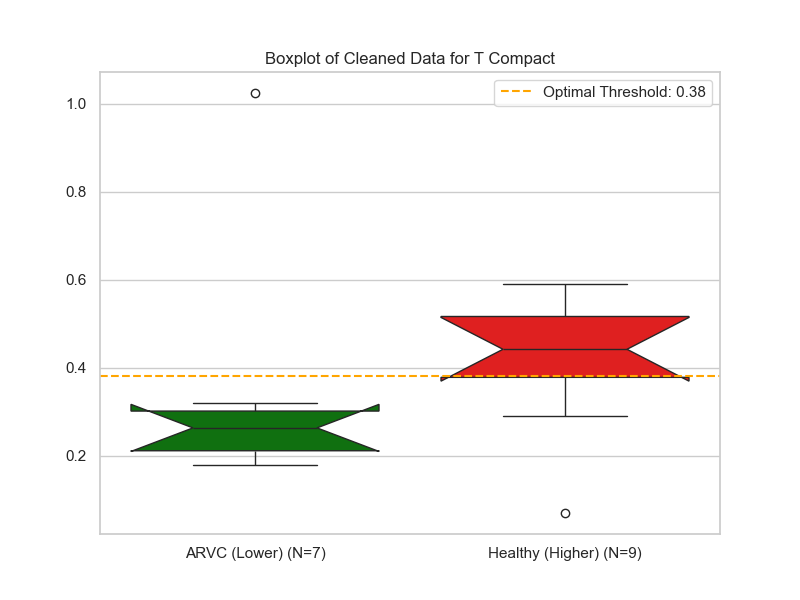 Boxplot of Cleaned Data for T Compact
Optimal Threshold: 0.38
1.0
0.8
0.6
0.4
0.2
ARVC (Lower) (N=7)
Healthy (Higher) (N=9)